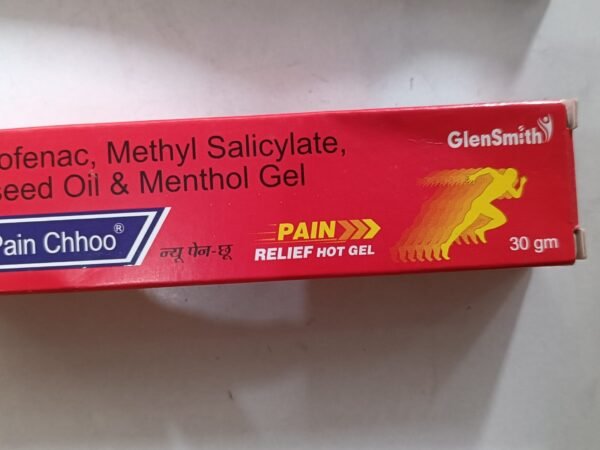 ofenac, Methyl Salicylate,
seed Oil & Menthol Gel
GlenSmith
Pain Chhoo®
न्यू पेन-छू
PAIN
RELIEF HOT GEL
30 gm